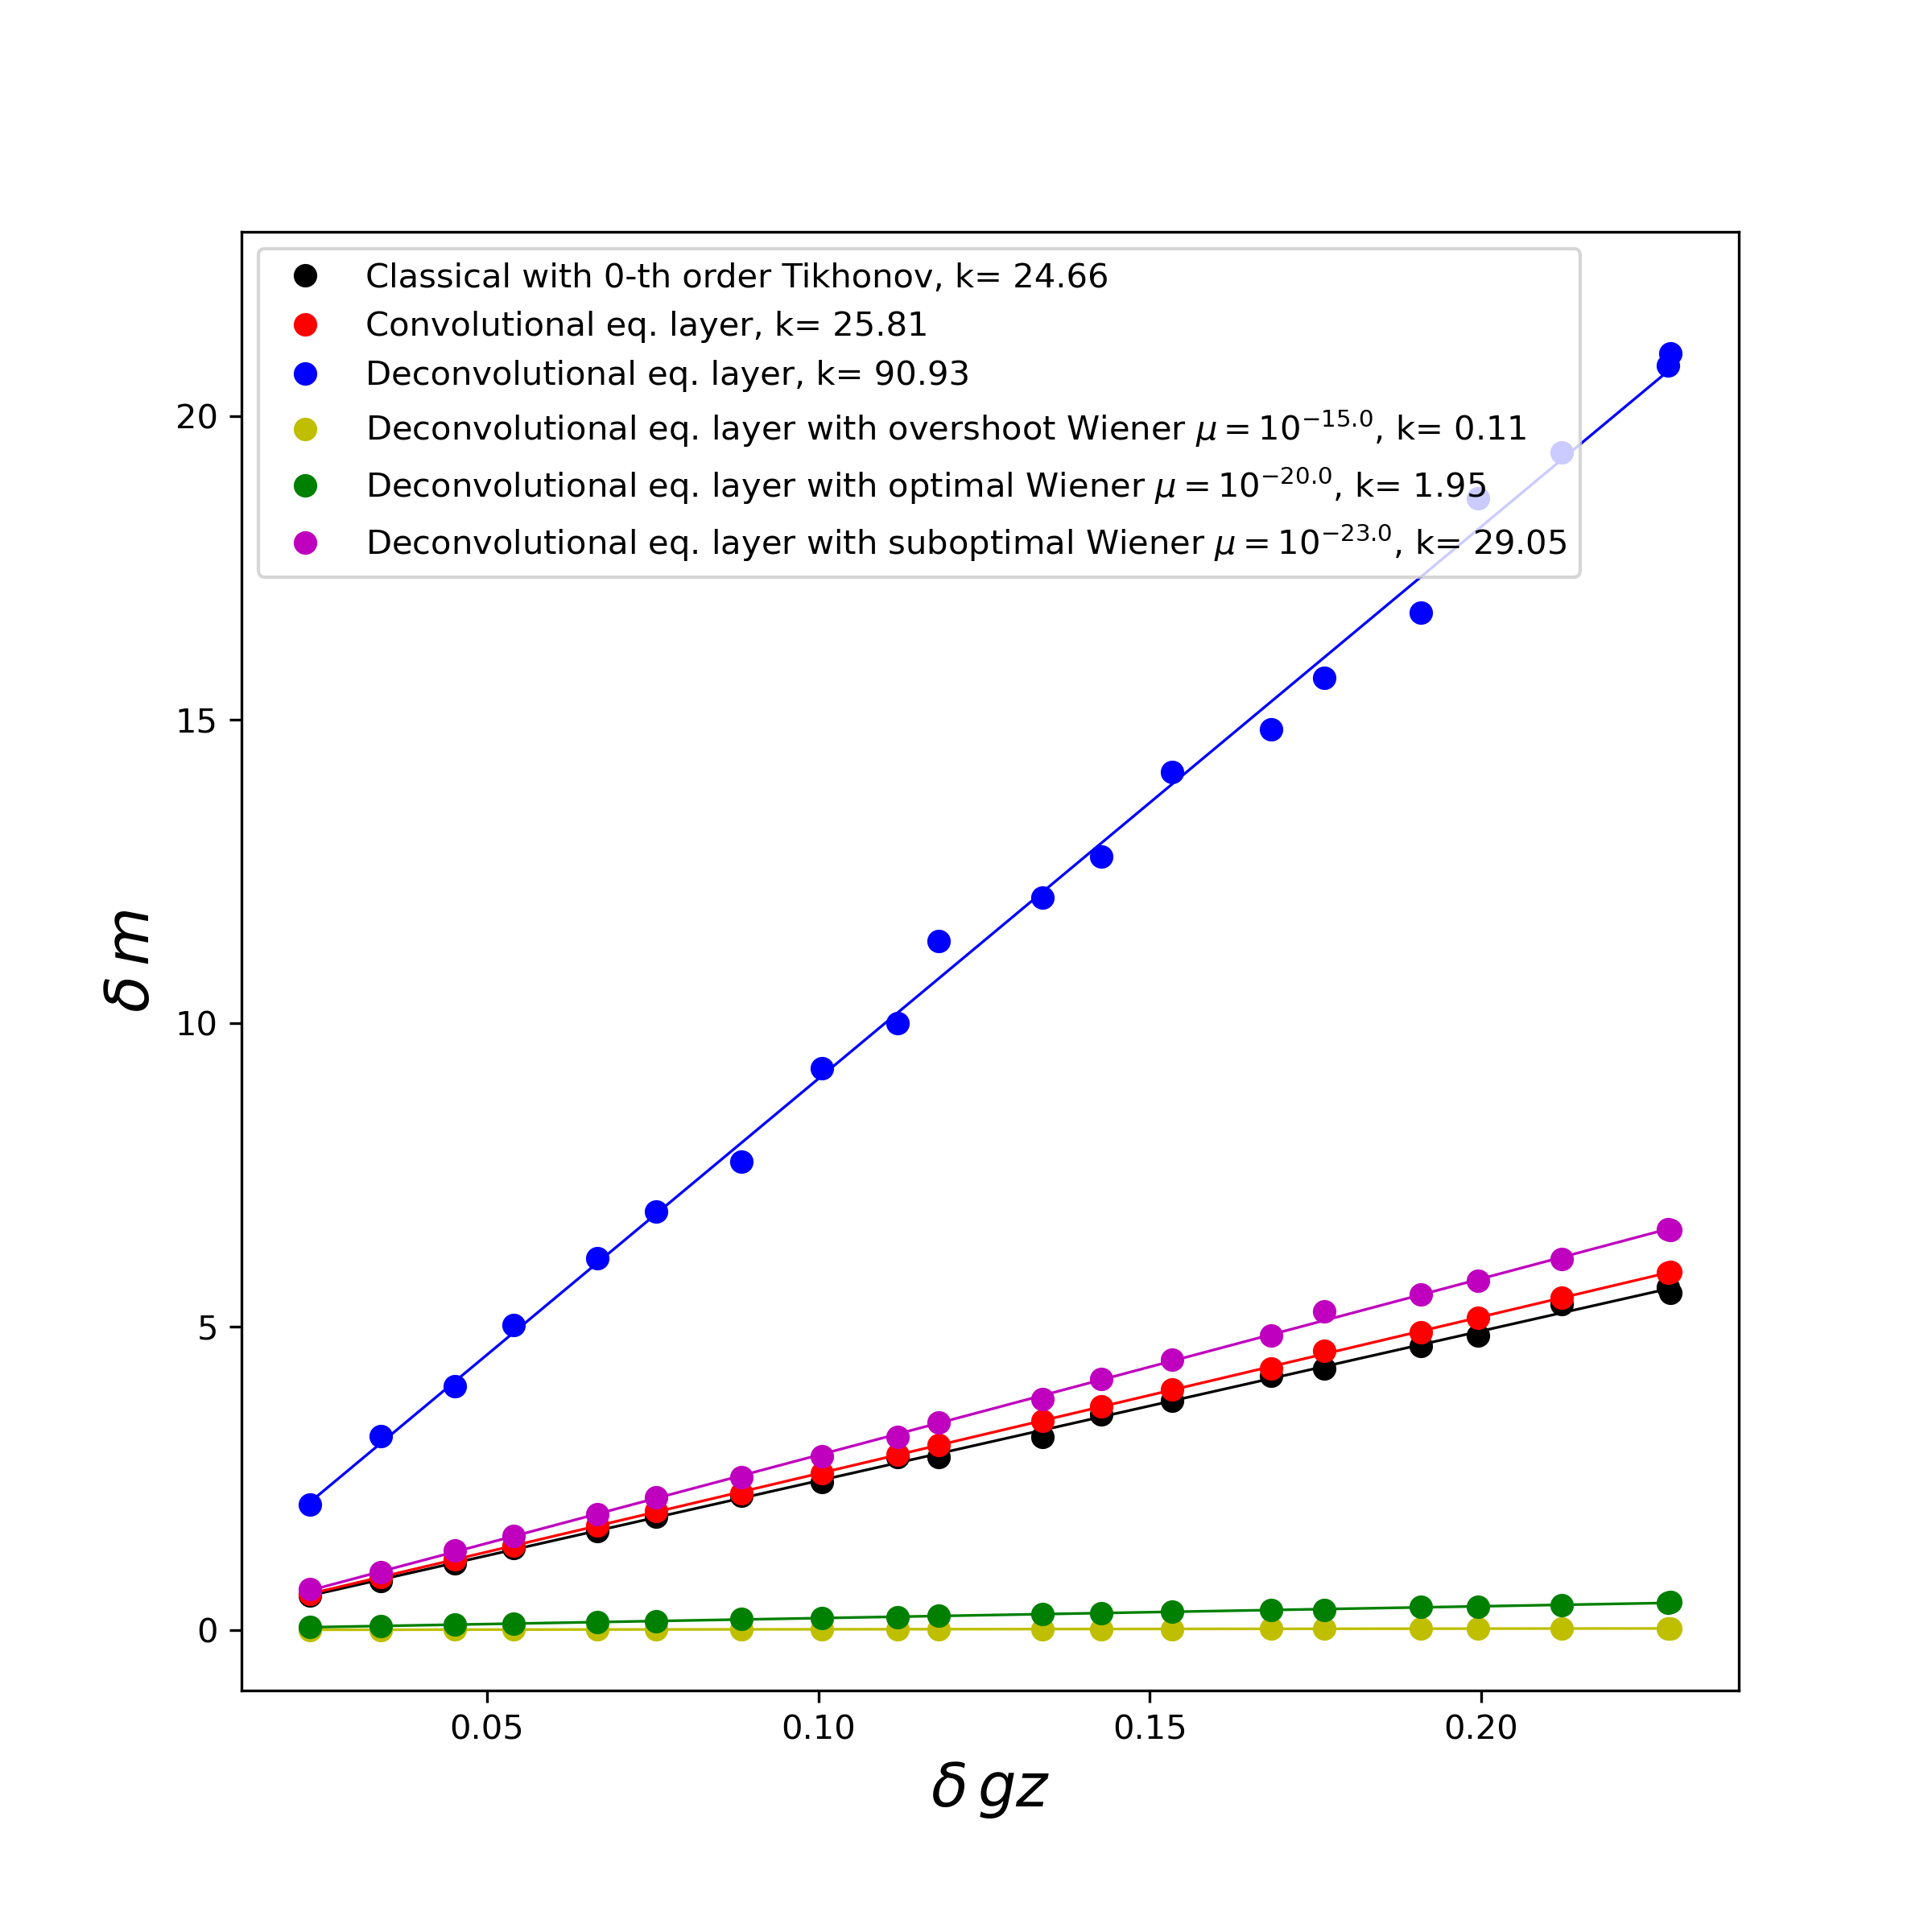 Classical with 0-th order Tikhonov, k= 24.66
Convolutional eq. layer, k= 25.81
Deconvolutional eq. layer, k= 90.93
Deconvolutional eq. layer with overshoot Wiener μ = 10^{−15.0}, k= 0.11
Deconvolutional eq. layer with optimal Wiener μ = 10^{−20.0}, k= 1.95
Deconvolutional eq. layer with suboptimal Wiener μ = 10^{−23.0}, k= 29.05
20
15
10
5
0
δ m
0.05 0.10 0.15 0.20
δ gz